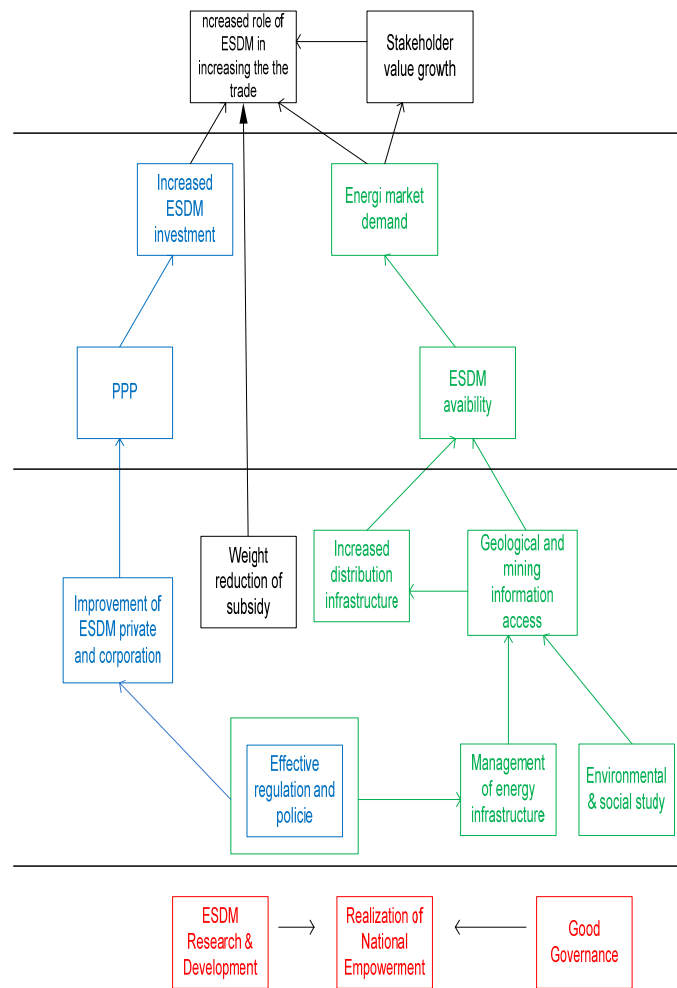 ncreased role of
ESDM in
increasing the the
trade
Stakeholder
value growth
Increased
ESDM
investment
Energi market
demand
PPP
ESDM
avaibility
Weight
reduction of
subsidy
Increased
distribution
infrastructure
Geological and
mining
information
access
Improvement of
ESDM private
and corporation
Effective
regulation and
policie
Management
of energy
infrastructure
Environmental
& social study
ESDM
Research &
Development
Realization of
National
Empowerment
Good
Governance